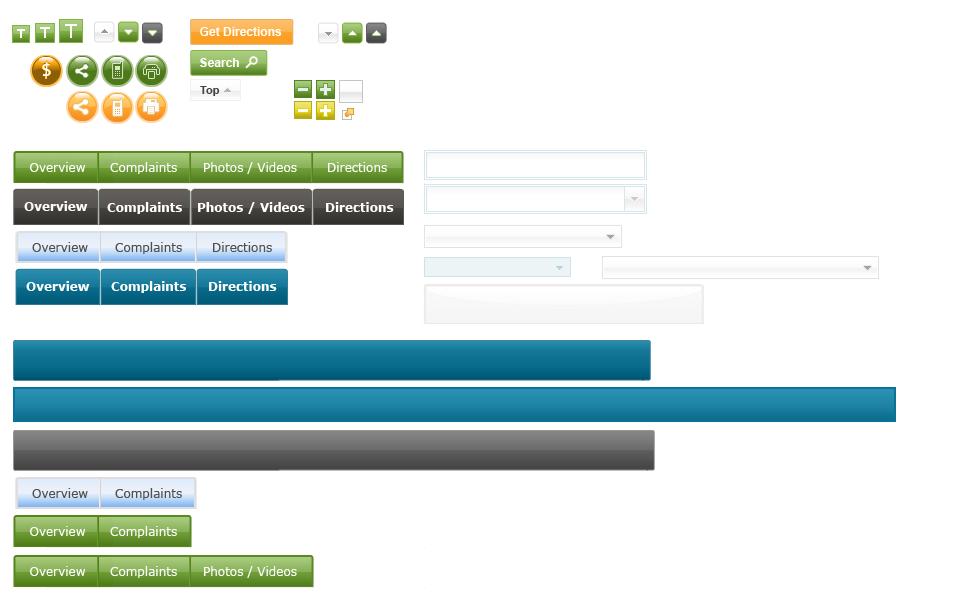 T T T
Get Directions
$
Search
Top
Overview Complaints Photos / Videos Directions
Overview Complaints Photos / Videos Directions
Overview Complaints Directions
Overview Complaints Directions
Overview Complaints
Overview Complaints
Overview Complaints Photos / Videos